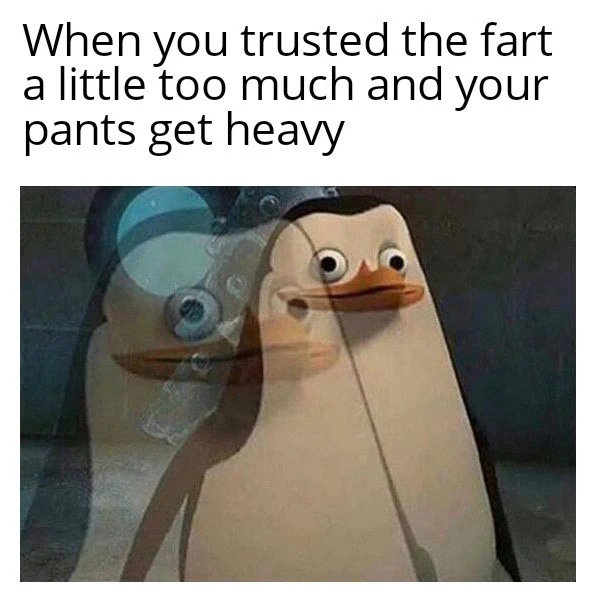 When you trusted the fart
a little too much and your
pants get heavy